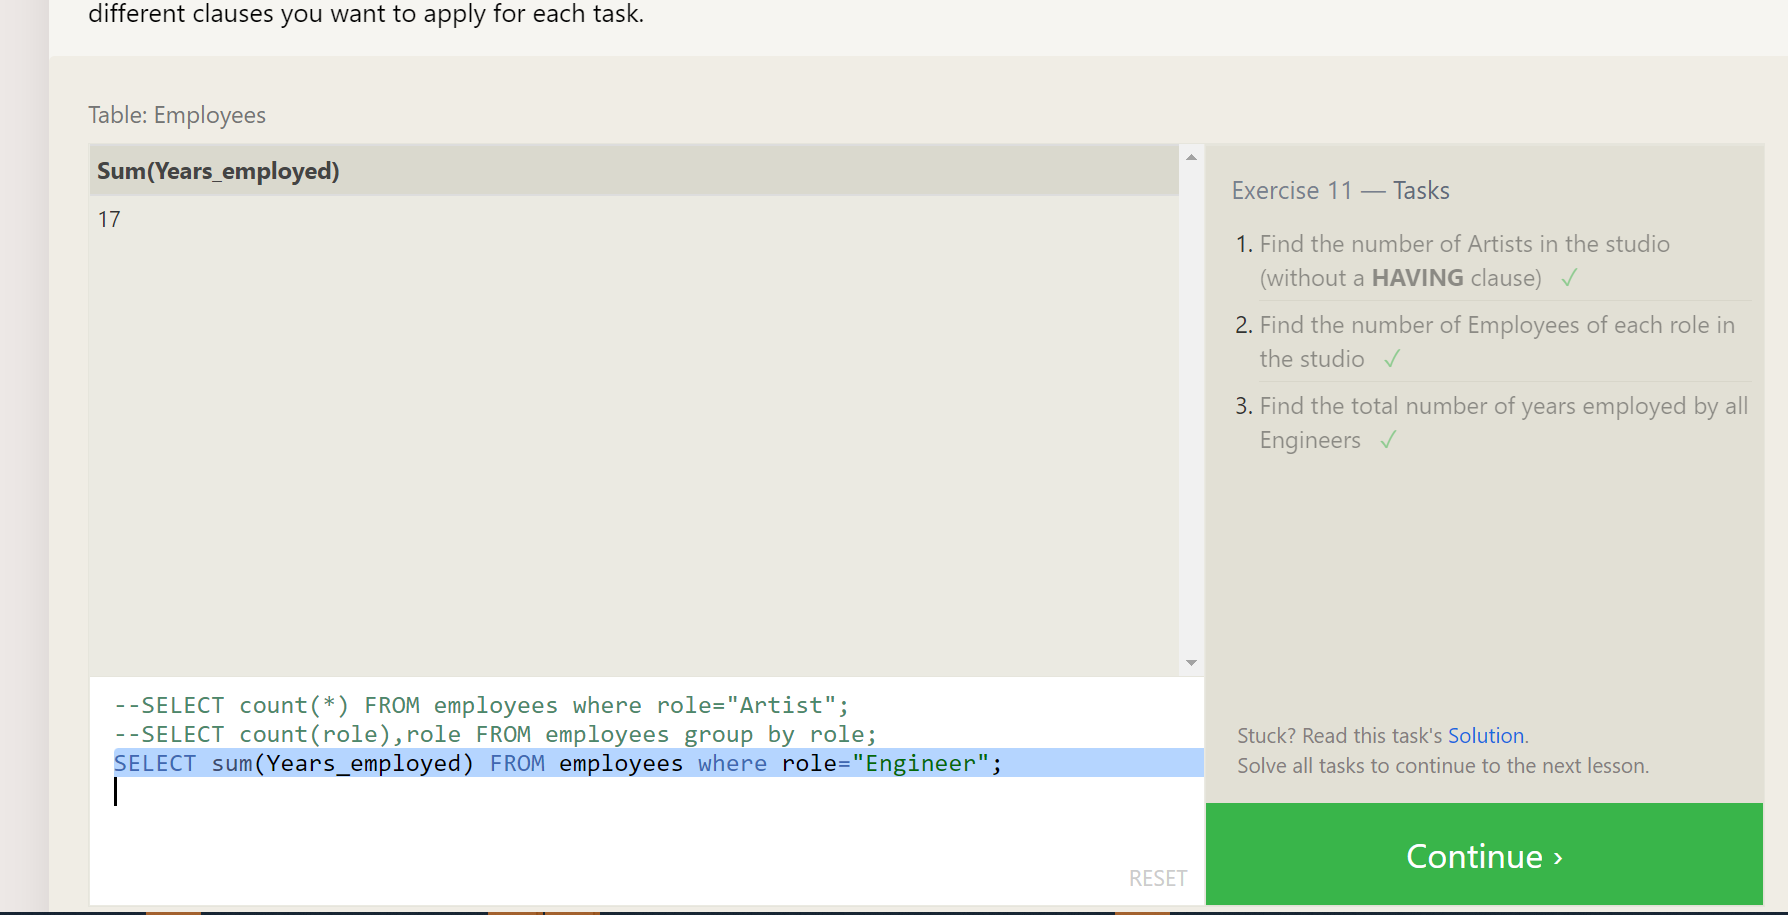 different clauses you want to apply for each task.
Table: Employees
Sum(Years_employed)
17
Exercise 11 — Tasks
1. Find the number of Artists in the studio
(without a HAVING clause) ✓
2. Find the number of Employees of each role in
the studio ✓
3. Find the total number of years employed by all
Engineers ✓
--SELECT count(*) FROM employees where role="Artist";
--SELECT count(role),role FROM employees group by role;
SELECT sum(Years_employed) FROM employees where role="Engineer";
RESET
Stuck? Read this task's Solution.
Solve all tasks to continue to the next lesson.
Continue ›